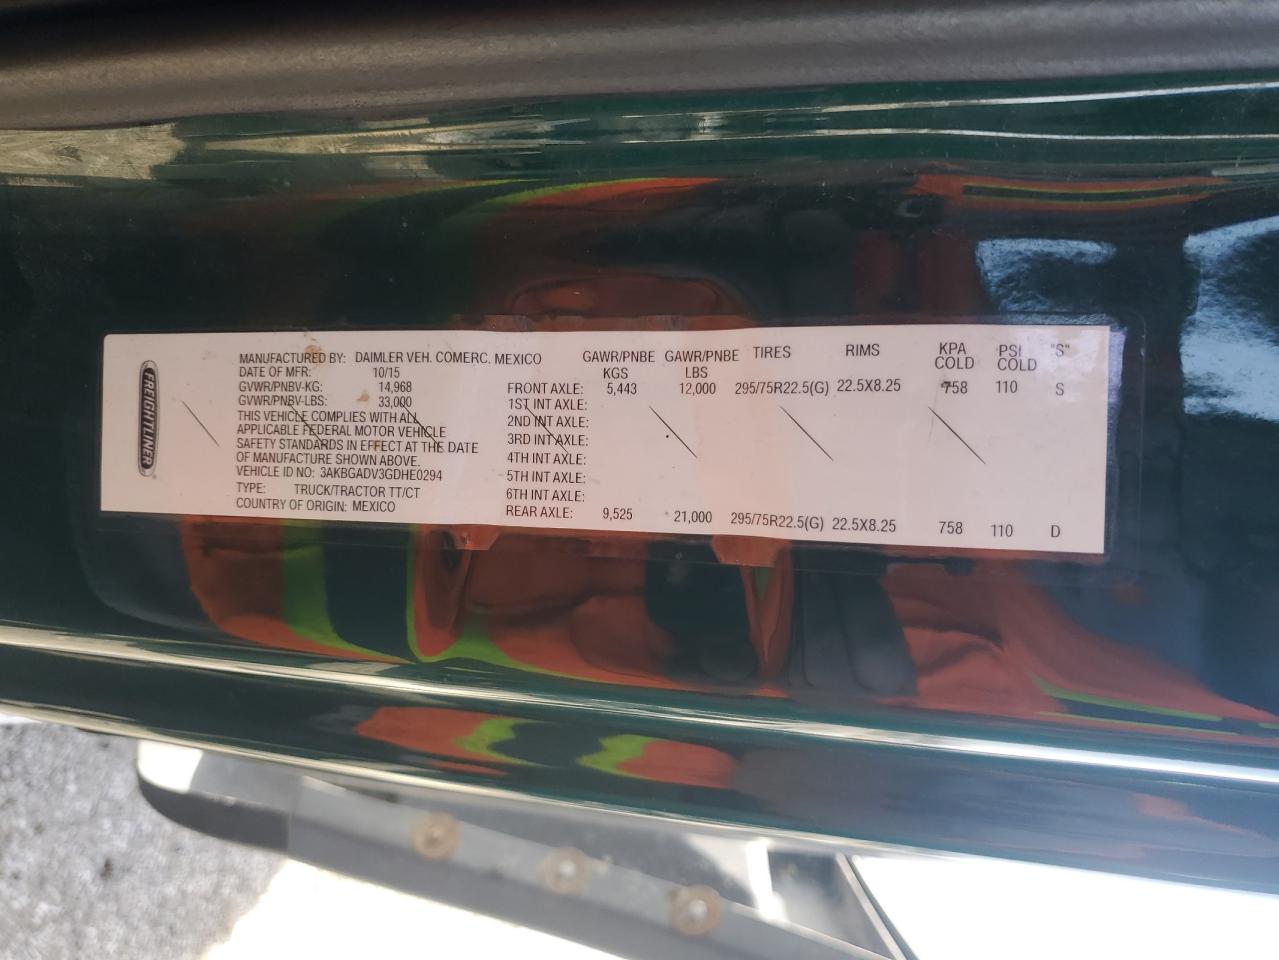 FREIGHTLINER
MANUFACTURED BY: DAIMLER VEH. COMERC. MEXICO
DATE OF MFR: 10/15
GVWR/PNBV-KG: 14,968
GVWR/PNBV-LBS: 33,000
THIS VEHICLE COMPLIES WITH ALL
APPLICABLE FEDERAL MOTOR VEHICLE
SAFETY STANDARDS IN EFFECT AT THE DATE
OF MANUFACTURE SHOWN ABOVE.
VEHICLE ID NO: 3AKBGADV3GDHE0294
TYPE: TRUCK/TRACTOR TT/CT
COUNTRY OF ORIGIN: MEXICO
GAWR/PNBE GAWR/PNBE TIRES RIMS KPA PSI "S"
KGS LBS COLD COLD
FRONT AXLE: 5,443 12,000 295/75R22.5(G) 22.5X8.25 758 110 S
1ST INT AXLE:
2ND INT AXLE:
3RD INT AXLE:
4TH INT AXLE:
5TH INT AXLE:
6TH INT AXLE:
REAR AXLE: 9,525 21,000 295/75R22.5(G) 22.5X8.25 758 110 D